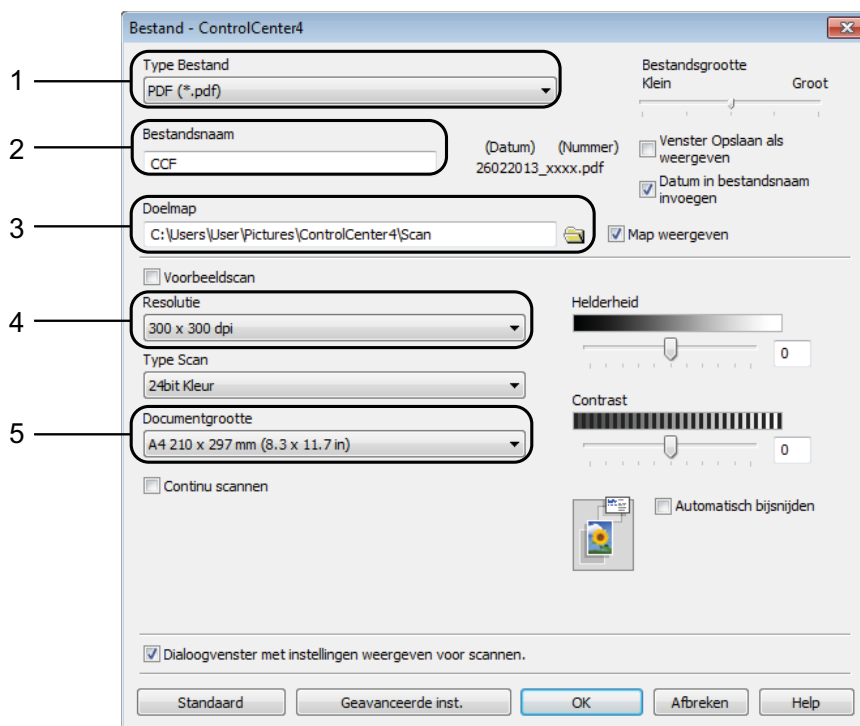 Bestand - ControlCenter4
1
Type Bestand
PDF (*.pdf)
Bestandsgrootte
Klein Groot
2
Bestandsnaam
CCF
(Datum) (Nummer)
26022013_xxxx.pdf
Venster Opslaan als
weergeven
Datum in bestandsnaam
invoegen
3
Doelmap
C:\Users\User\Pictures\ControlCenter4\Scan
Map weergeven
Voorbeeldscan
4
Resolutie
300 x 300 dpi
Helderheid
0
Type Scan
24bit Kleur
5
Documentgrootte
A4 210 x 297 mm (8.3 x 11.7 in)
Contrast
0
Continu scannen
Automatisch bijsnijden
Dialoogvenster met instellingen weergeven voor scannen.
Standaard Geavanceerde inst. OK Afbreken Help